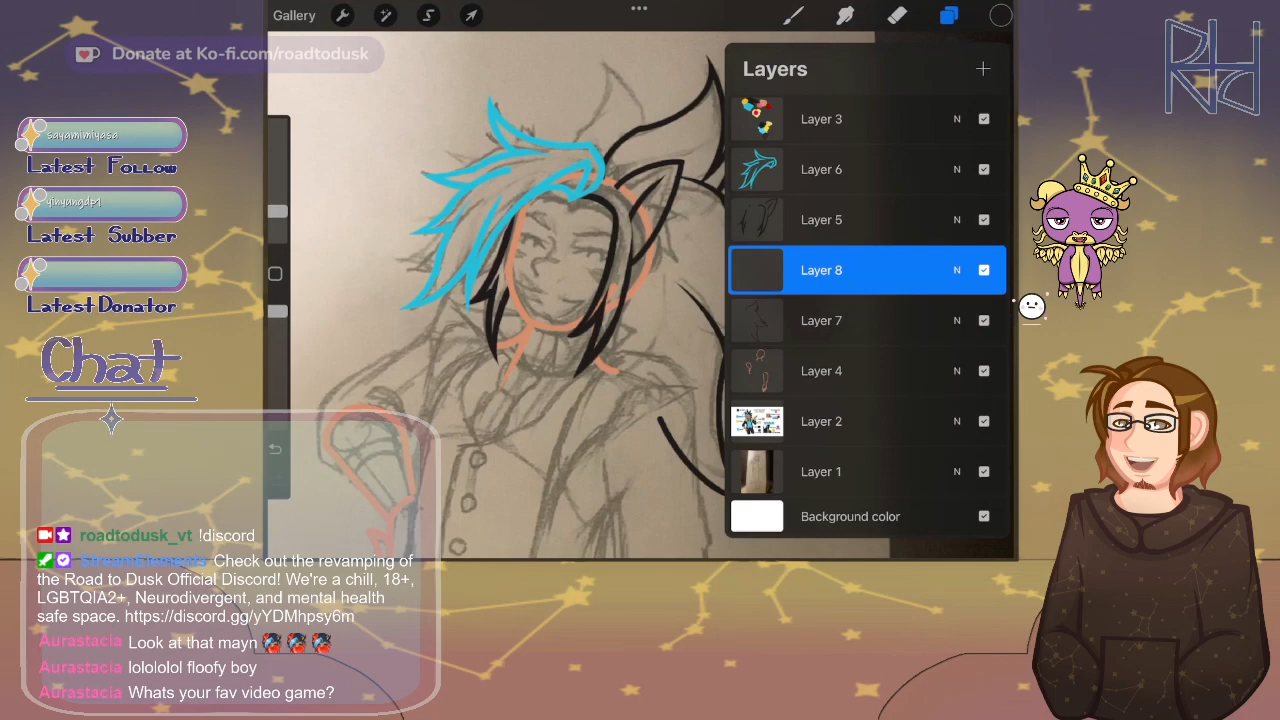 Gallery
Donate at Ko-fi.com/roadtodusk
Layers
Layer 3 N
Layer 6 N
Layer 5 N
Layer 8 N
Layer 7 N
Layer 4 N
Layer 2 N
Layer 1 N
Background color
sayamimiyasa
Latest Follow
yinyangdp1
Latest Subber
Latest Donator
Chat
roadtodusk_vt !discord
StreamElements Check out the revamping of
the Road to Dusk Official Discord! We're a chill, 18+,
LGBTQIA2+, Neurodivergent, and mental health
safe space. https://discord.gg/yYDMhpsy6m
Aurastacia Look at that mayn
Aurastacia lolololol floofy boy
Aurastacia Whats your fav video game?